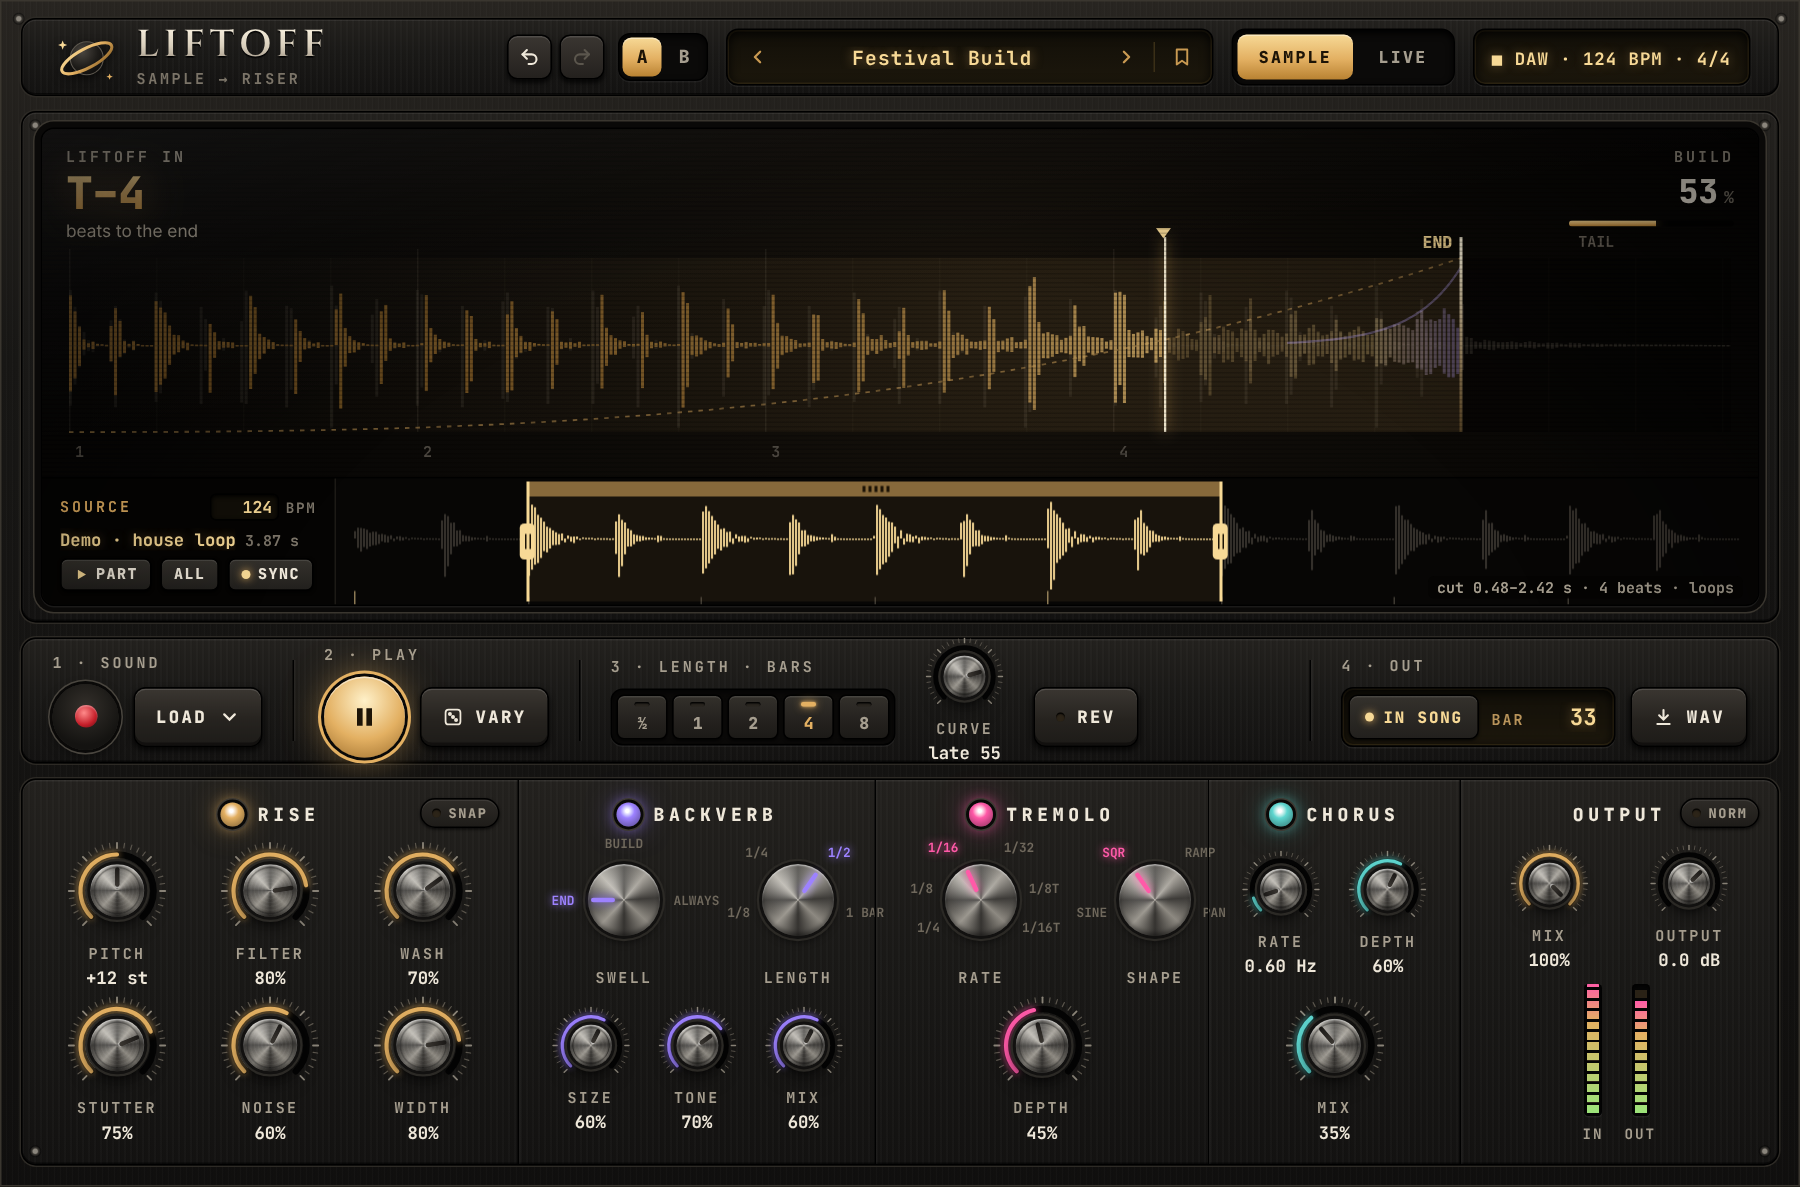 LIFTOFF
SAMPLE → RISER
A B
Festival Build
SAMPLE LIVE
DAW · 124 BPM · 4/4
LIFTOFF IN
T−4
beats to the end
BUILD
53 %
END
TAIL
1 2 3 4
SOURCE 124 BPM
Demo · house loop 3.87 s
PART ALL SYNC
cut 0.48–2.42 s · 4 beats · loops
1 · SOUND
LOAD
2 · PLAY
VARY
3 · LENGTH · BARS
½ 1 2 4 8
CURVE
late 55
REV
4 · OUT
IN SONG BAR 33
WAV
RISE SNAP
PITCH FILTER WASH
+12 st 80% 70%
STUTTER NOISE WIDTH
75% 60% 80%
BACKVERB
BUILD
END ALWAYS
SWELL
1/4 1/2
1/8 1 BAR
LENGTH
SIZE TONE MIX
60% 70% 60%
TREMOLO
1/16 1/32
1/8 1/8T
1/4 1/16T
RATE
SQR RAMP
SINE PAN
SHAPE
DEPTH
45%
CHORUS
RATE DEPTH
0.60 Hz 60%
MIX
35%
OUTPUT NORM
MIX OUTPUT
100% 0.0 dB
IN OUT